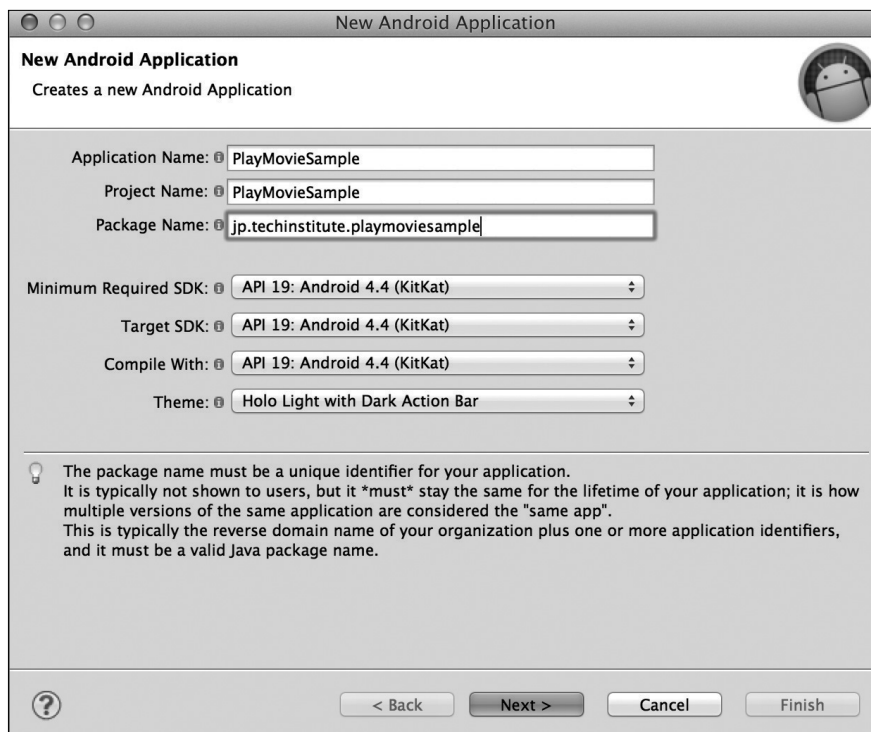 New Android Application
New Android Application
Creates a new Android Application
Application Name: PlayMovieSample
Project Name: PlayMovieSample
Package Name: jp.techinstitute.playmoviesample
Minimum Required SDK: API 19: Android 4.4 (KitKat)
Target SDK: API 19: Android 4.4 (KitKat)
Compile With: API 19: Android 4.4 (KitKat)
Theme: Holo Light with Dark Action Bar
The package name must be a unique identifier for your application.
It is typically not shown to users, but it *must* stay the same for the lifetime of your application; it is how
multiple versions of the same application are considered the "same app".
This is typically the reverse domain name of your organization plus one or more application identifiers,
and it must be a valid Java package name.
? < Back Next > Cancel Finish